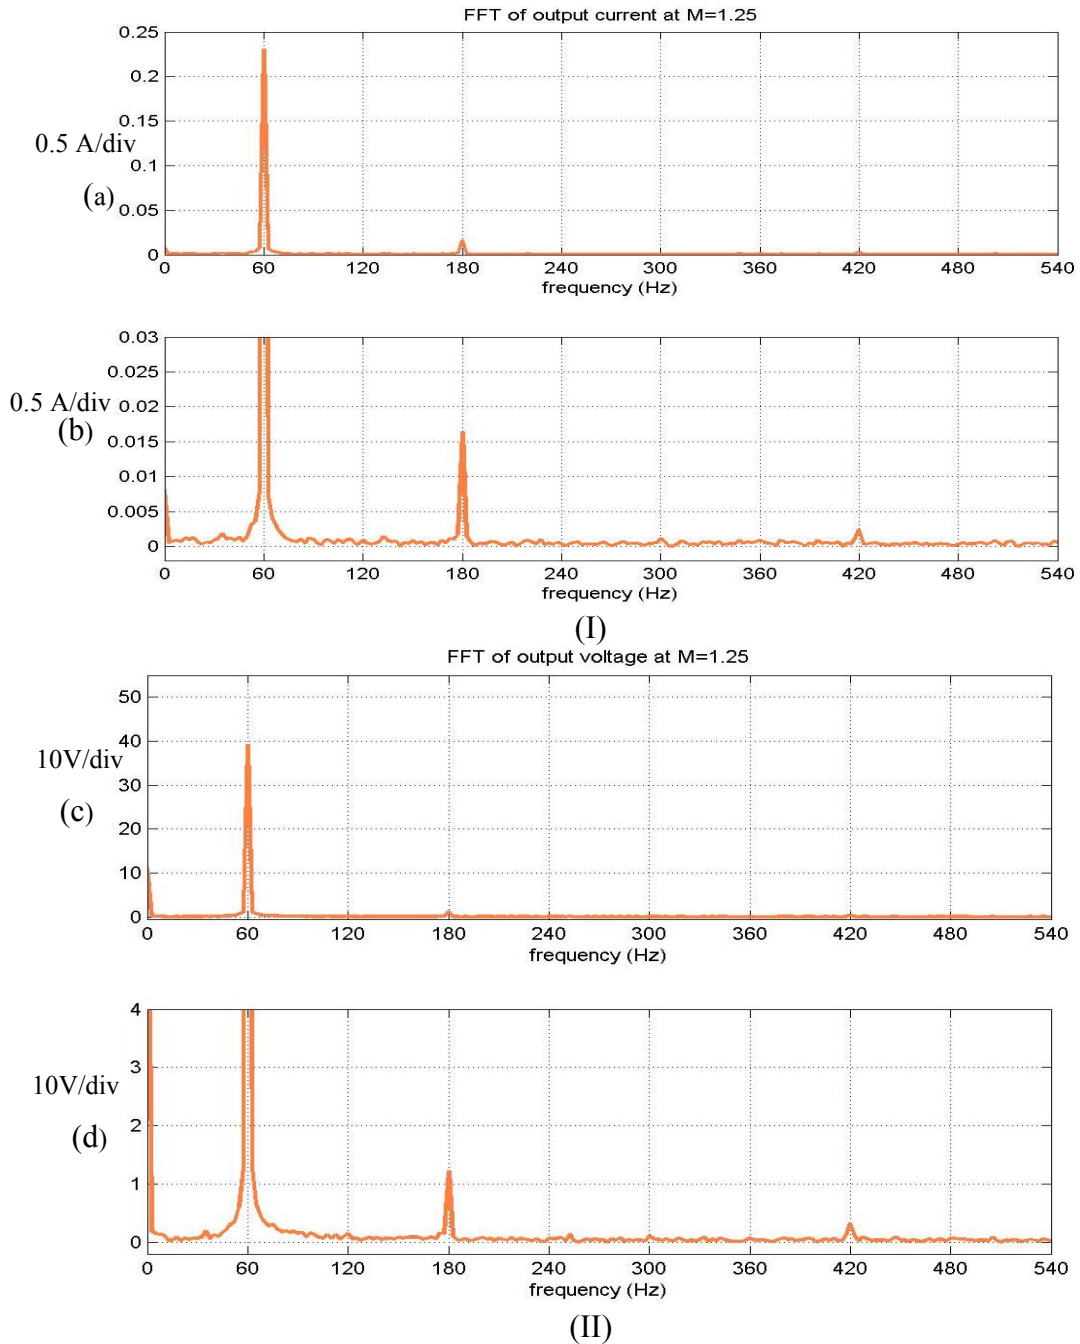 FFT of output current at M=1.25
0.25
0.2
0.15
0.1
0.05
0
0.5 A/div
(a)
0 60 120 180 240 300 360 420 480 540
frequency (Hz)
0.03
0.025
0.02
0.015
0.01
0.005
0
0.5 A/div
(b)
0 60 120 180 240 300 360 420 480 540
frequency (Hz)
(I)
FFT of output voltage at M=1.25
50
40
30
20
10
0
10V/div
(c)
0 60 120 180 240 300 360 420 480 540
frequency (Hz)
4
3
2
1
0
10V/div
(d)
0 60 120 180 240 300 360 420 480 540
frequency (Hz)
(II)